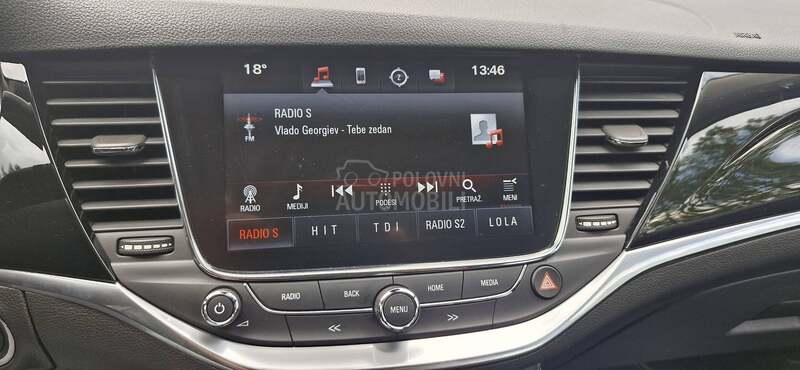 18° 13:46
RADIO S
Vlado Georgiev - Tebe zedan
FM
POLOVNI
AUTOMOBILI
RADIO MEDIJI PODESI PRETRAŽ. MENI
RADIO S HIT TDI RADIO S2 LOLA
RADIO BACK HOME MEDIA
MENU